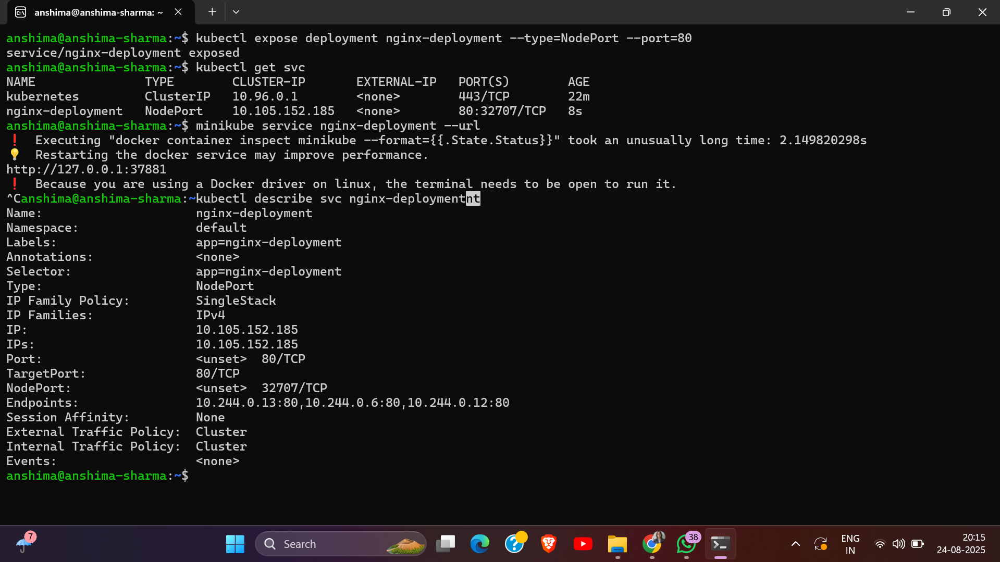 anshima@anshima-sharma: ~
anshima@anshima-sharma:~$ kubectl expose deployment nginx-deployment --type=NodePort --port=80
service/nginx-deployment exposed
anshima@anshima-sharma:~$ kubectl get svc
NAME               TYPE        CLUSTER-IP       EXTERNAL-IP   PORT(S)        AGE
kubernetes         ClusterIP   10.96.0.1        <none>        443/TCP        22m
nginx-deployment   NodePort    10.105.152.185   <none>        80:32707/TCP   8s
anshima@anshima-sharma:~$ minikube service nginx-deployment --url
❗  Executing "docker container inspect minikube --format={{.State.Status}}" took an unusually long time: 2.149820298s
💡  Restarting the docker service may improve performance.
http://127.0.0.1:37881
❗  Because you are using a Docker driver on linux, the terminal needs to be open to run it.
^Canshima@anshima-sharma:~kubectl describe svc nginx-deploymentnt
Name:                     nginx-deployment
Namespace:                default
Labels:                   app=nginx-deployment
Annotations:              <none>
Selector:                 app=nginx-deployment
Type:                     NodePort
IP Family Policy:         SingleStack
IP Families:              IPv4
IP:                       10.105.152.185
IPs:                      10.105.152.185
Port:                     <unset>  80/TCP
TargetPort:               80/TCP
NodePort:                 <unset>  32707/TCP
Endpoints:                10.244.0.13:80,10.244.0.6:80,10.244.0.12:80
Session Affinity:         None
External Traffic Policy:  Cluster
Internal Traffic Policy:  Cluster
Events:                   <none>
anshima@anshima-sharma:~$
7
Search
38
ENG
IN
20:15
24-08-2025